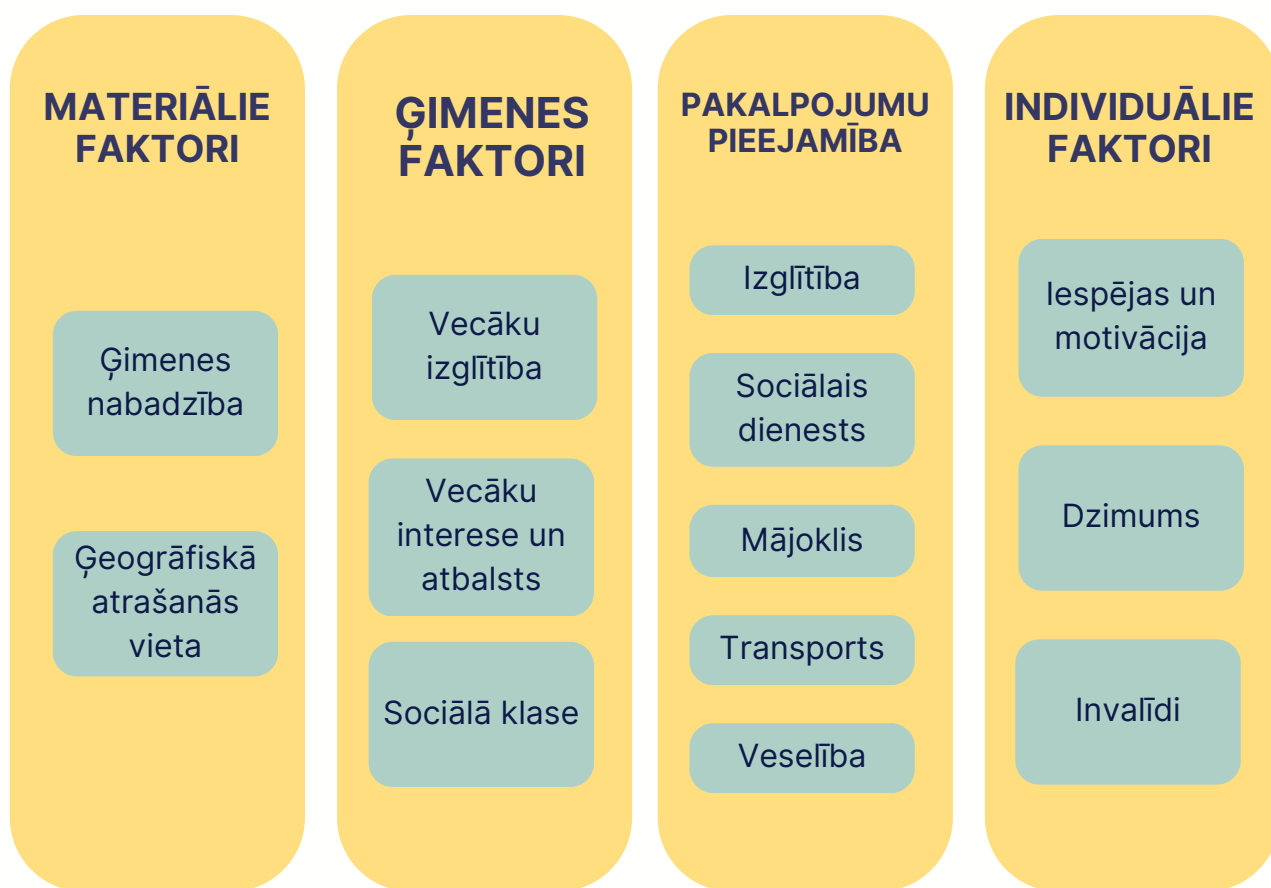 MATERIĀLIE
FAKTORI
Ģimenes
nabadzība
Ģeogrāfiskā
atrašanās
vieta
ĢIMENES
FAKTORI
Vecāku
izglītība
Vecāku
interese un
atbalsts
Sociālā klase
PAKALPOJUMU
PIEEJAMĪBA
Izglītība
Sociālais
dienests
Mājoklis
Transports
Veselība
INDIVIDUĀLIE
FAKTORI
Iespējas un
motivācija
Dzimums
Invalīdi